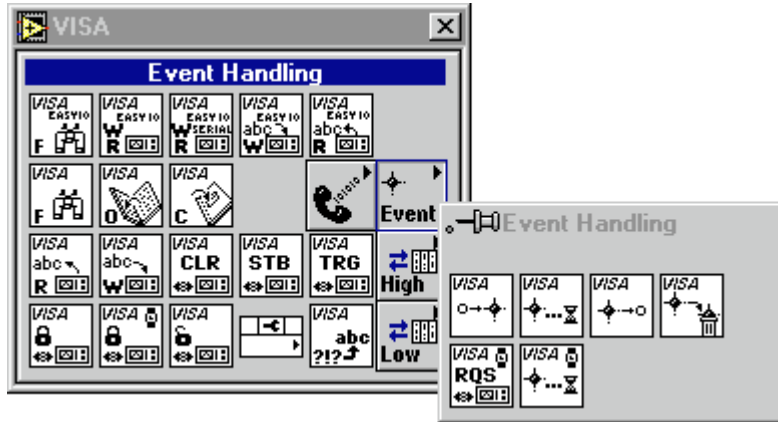 VISA
Event Handling
VISA VISA VISA VISA VISA
EASY IO EASY IO EASY IO EASY IO EASY IO
W W SERIAL abc abc
F R R W R
VISA VISA VISA
F O C Event
Event Handling
VISA VISA VISA VISA VISA
abc abc CLR STB TRG
R W High
VISA VISA VISA VISA
VISA VISA VISA VISA
abc
?!? Low
VISA VISA
RQS